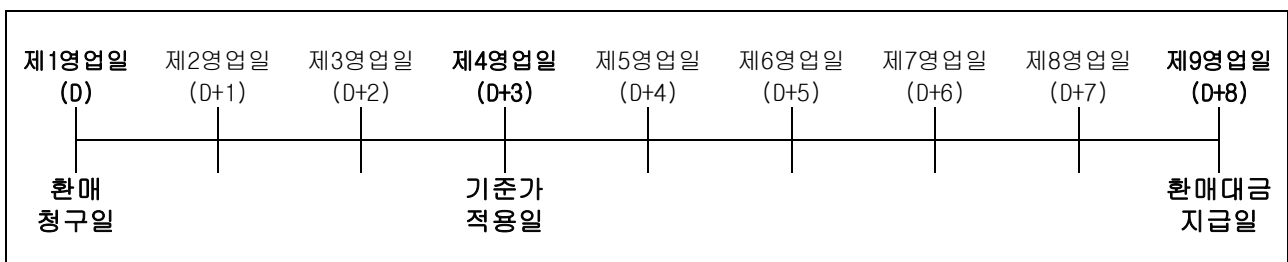 제1영업일 제2영업일 제3영업일 제4영업일 제5영업일 제6영업일 제7영업일 제8영업일 제9영업일
(D) (D+1) (D+2) (D+3) (D+4) (D+5) (D+6) (D+7) (D+8)
환매 기준가 환매대금
청구일 적용일 지급일